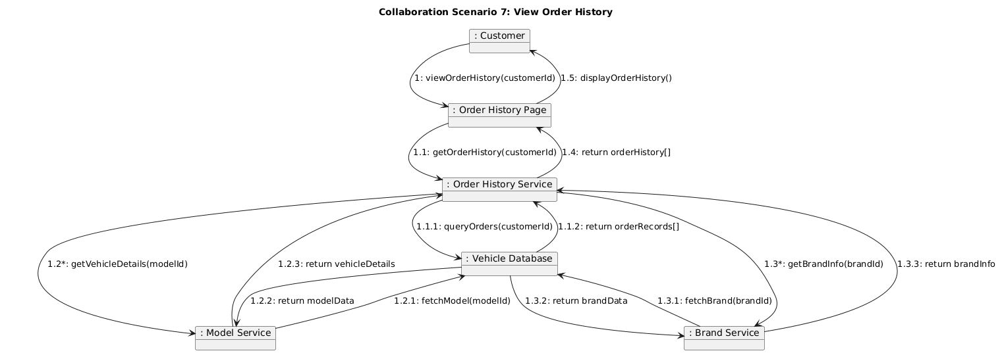 Collaboration Scenario 7: View Order History
: Customer
1: viewOrderHistory(customerId)
1.5: displayOrderHistory()
: Order History Page
1.1: getOrderHistory(customerId)
1.4: return orderHistory[]
: Order History Service
1.1.1: queryOrders(customerId)
1.1.2: return orderRecords[]
: Vehicle Database
1.2*: getVehicleDetails(modelId)
1.2.3: return vehicleDetails
1.3*: getBrandInfo(brandId)
1.3.3: return brandInfo
1.2.2: return modelData
1.2.1: fetchModel(modelId)
1.3.2: return brandData
1.3.1: fetchBrand(brandId)
: Model Service
: Brand Service